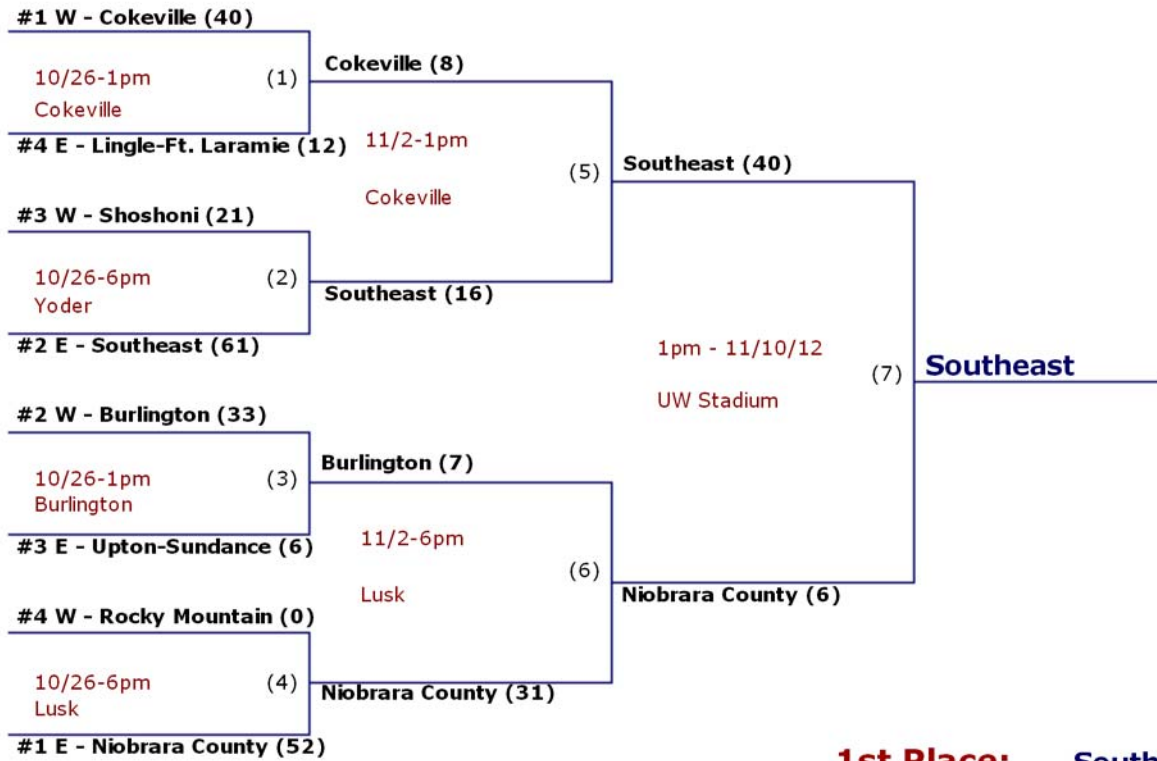 #1 W - Cokeville (40)
10/26-1pm
(1)
Cokeville
#4 E - Lingle-Ft. Laramie (12)
Cokeville (8)
11/2-1pm
(5)
Cokeville
#3 W - Shoshoni (21)
10/26-6pm
(2)
Yoder
#2 E - Southeast (61)
Southeast (16)
Southeast (40)
1pm - 11/10/12
(7)
UW Stadium
Southeast
#2 W - Burlington (33)
10/26-1pm
(3)
Burlington
#3 E - Upton-Sundance (6)
Burlington (7)
11/2-6pm
(6)
Lusk
Niobrara County (6)
#4 W - Rocky Mountain (0)
10/26-6pm
(4)
Lusk
#1 E - Niobrara County (52)
Niobrara County (31)
1st Place: